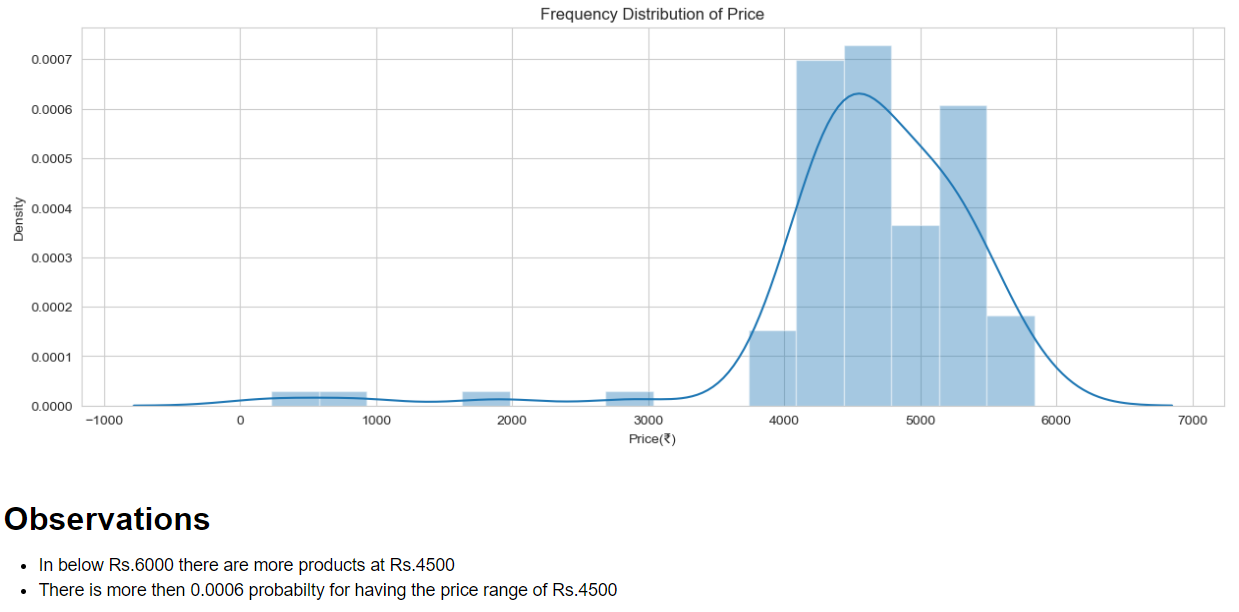 Frequency Distribution of Price
0.0007
0.0006
0.0005
0.0004
0.0003
0.0002
0.0001
0.0000
Density
−1000 0 1000 2000 3000 4000 5000 6000 7000
Price(₹)
Observations
• In below Rs.6000 there are more products at Rs.4500
• There is more then 0.0006 probabilty for having the price range of Rs.4500